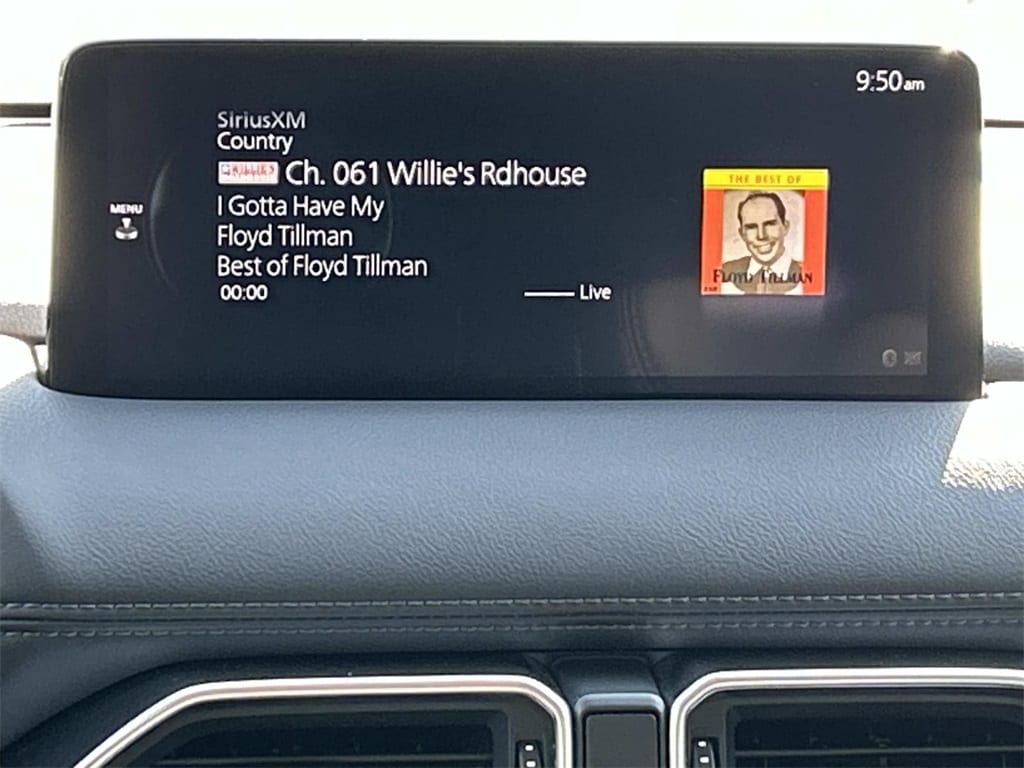 9:50am
SiriusXM
Country
WILLIE'S
Ch. 061 Willie's Rdhouse
MENU
I Gotta Have My
Floyd Tillman
Best of Floyd Tillman
00:00
Live
THE BEST OF
FLOYD TILLMAN